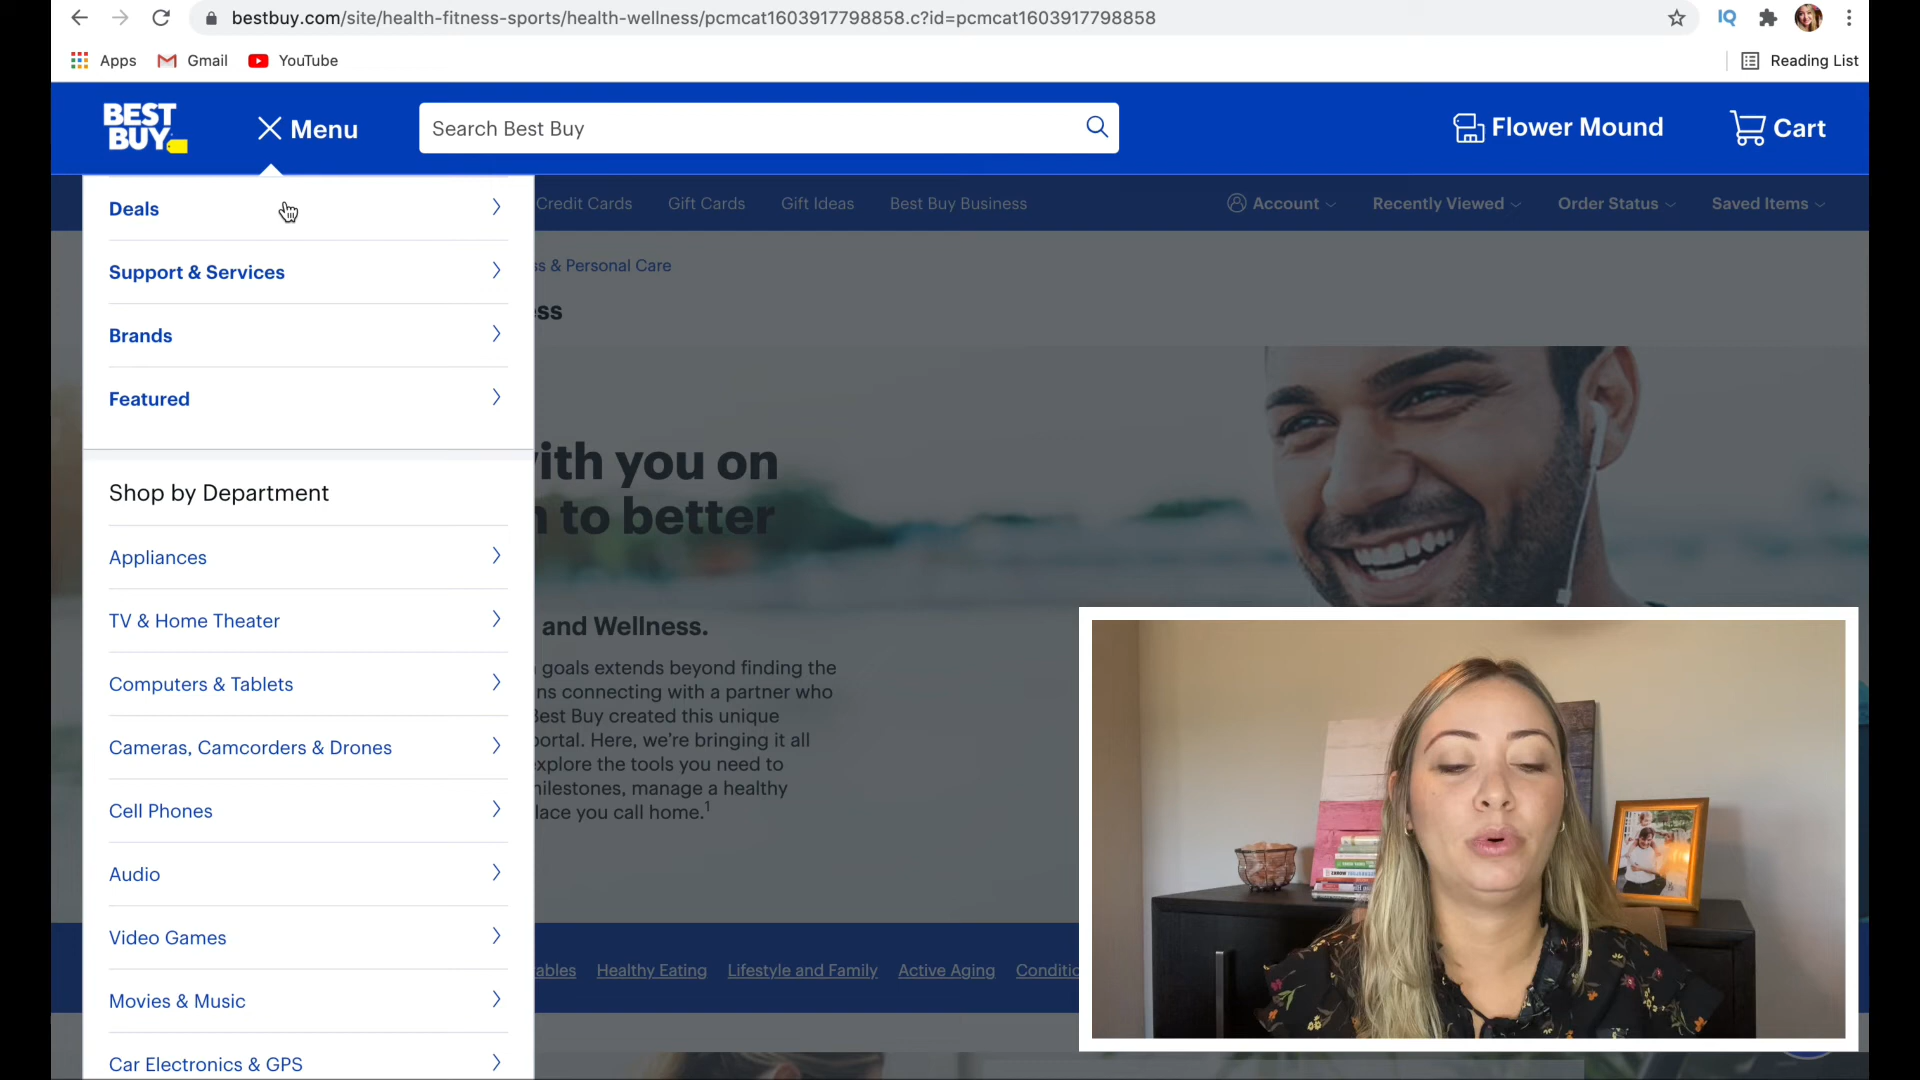 bestbuy.com/site/health-fitness-sports/health-wellness/pcmcat1603917798858.c?id=pcmcat1603917798858
IQ
Apps
Gmail
YouTube
Reading List
BEST
BUY
Menu
Search Best Buy
Flower Mound
Cart
Deals
Credit Cards
Gift Cards
Gift Ideas
Best Buy Business
Account
Recently Viewed
Order Status
Saved Items
Support & Services
ss & Personal Care
Brands
ess
Featured
with you on
to better
Shop by Department
Appliances
TV & Home Theater
and Wellness.
Computers & Tablets
goals extends beyond finding the
ns connecting with a partner who
Best Buy created this unique
portal. Here, we're bringing it all
explore the tools you need to
milestones, manage a healthy
lace you call home.1
Cameras, Camcorders & Drones
Cell Phones
Audio
Video Games
ables
Healthy Eating
Lifestyle and Family
Active Aging
Conditio
Movies & Music
Car Electronics & GPS